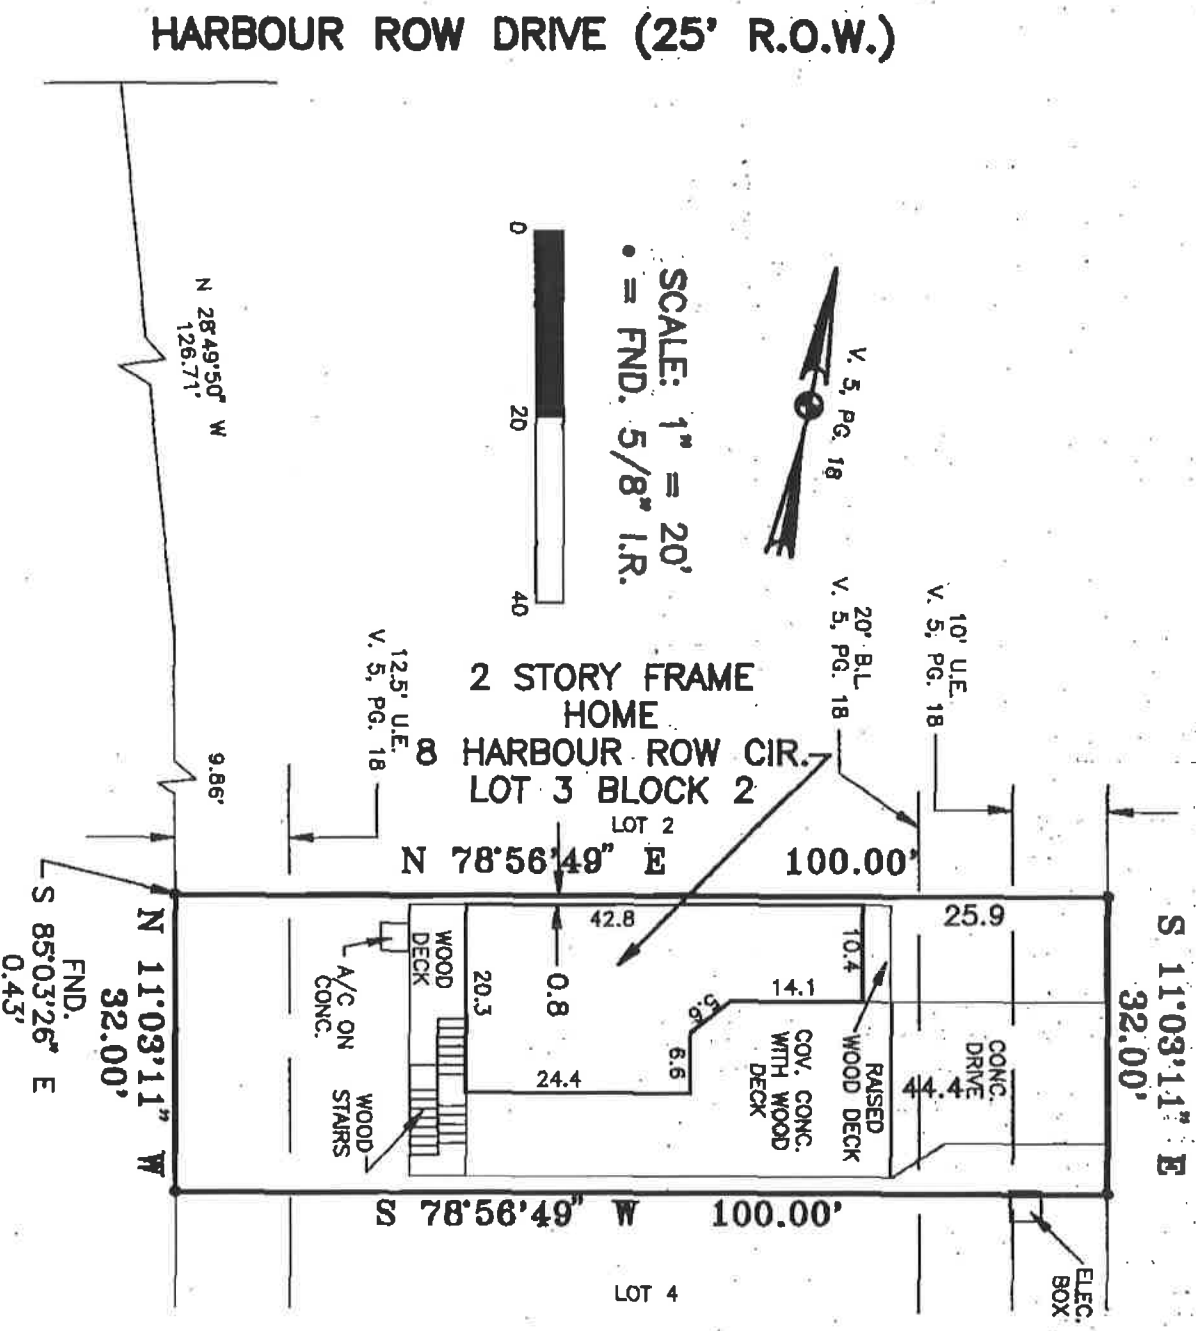 HARBOUR ROW DRIVE (25' R.O.W.)
N 28°49'50" W
126.71'
0
20
40
SCALE: 1" = 20'
• = FND. 5/8" I.R.
V. 5, PG. 18
10' U.E.
V. 5, PG. 18
20' B.L.
V. 5, PG. 18
12.5' U.E.
V. 5, PG. 18
9.86'
2 STORY FRAME
HOME
8 HARBOUR ROW CIR.
LOT 3 BLOCK 2
LOT 2
N 78°56'49" E 100.00'
42.8
25.9
10.4
14.1
5.6
6.6
24.4
20.3
0.8
44.4
WOOD
DECK
A/C ON
CONC.
WOOD
STAIRS
COV. CONC.
WITH WOOD
DECK
RAISED
WOOD DECK
CONC.
DRIVE
S 11°03'11" E
32.00'
N 11°03'11" W
32.00'
FND.
S 85°03'26" E
0.43'
S 78°56'49" W 100.00'
ELEC.
BOX
LOT 4